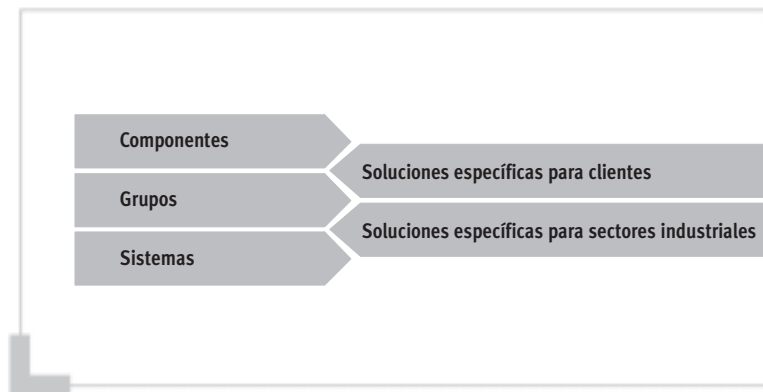 Componentes
Grupos
Sistemas
Soluciones específicas para clientes
Soluciones específicas para sectores industriales